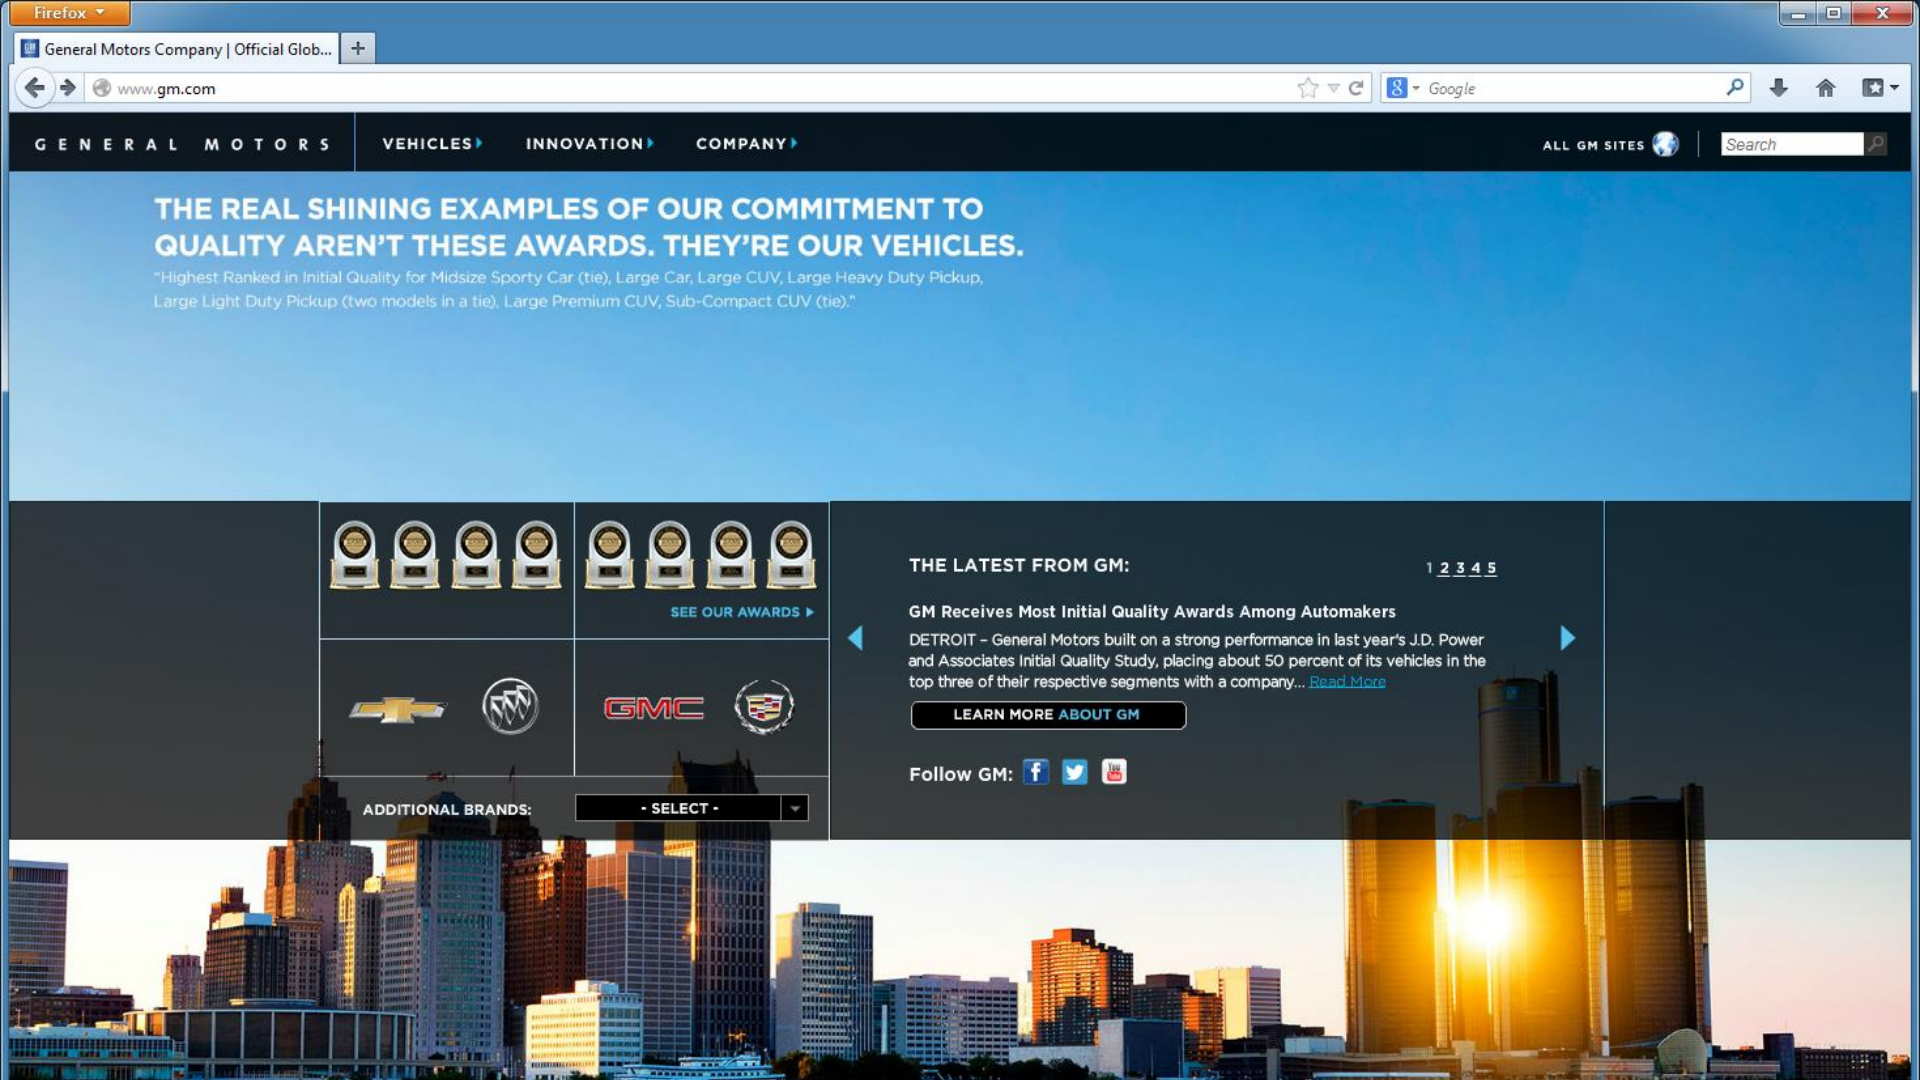 Firefox
General Motors Company | Official Glob...
www.gm.com
Google
GENERAL MOTORS
VEHICLES
INNOVATION
COMPANY
ALL GM SITES
Search
THE REAL SHINING EXAMPLES OF OUR COMMITMENT TO
QUALITY AREN'T THESE AWARDS. THEY'RE OUR VEHICLES.
"Highest Ranked in Initial Quality for Midsize Sporty Car (tie), Large Car, Large CUV, Large Heavy Duty Pickup,
Large Light Duty Pickup (two models in a tie), Large Premium CUV, Sub-Compact CUV (tie)."
SEE OUR AWARDS
GMC
ADDITIONAL BRANDS:
- SELECT -
THE LATEST FROM GM:
1 2 3 4 5
GM Receives Most Initial Quality Awards Among Automakers
DETROIT – General Motors built on a strong performance in last year's J.D. Power
and Associates Initial Quality Study, placing about 50 percent of its vehicles in the
top three of their respective segments with a company... Read More
LEARN MORE ABOUT GM
Follow GM: